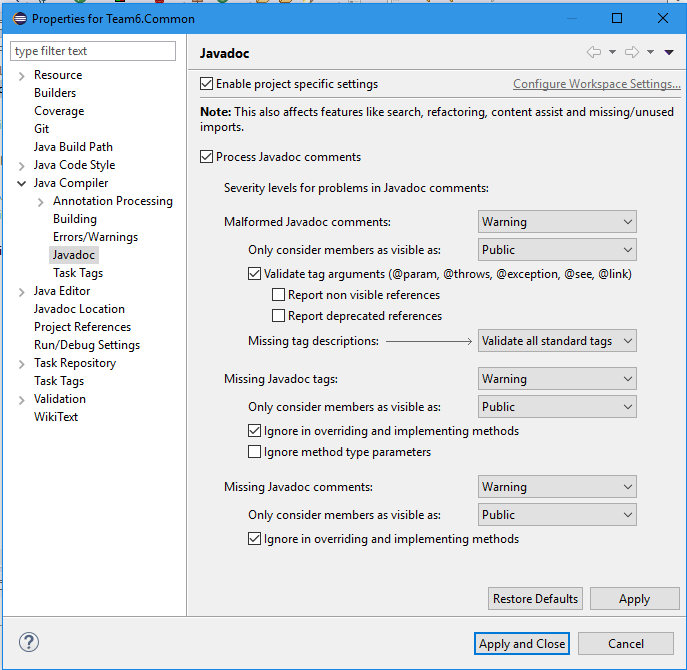 Properties for Team6.Common
type filter text
Resource
Builders
Coverage
Git
Java Build Path
Java Code Style
Java Compiler
Annotation Processing
Building
Errors/Warnings
Javadoc
Task Tags
Java Editor
Javadoc Location
Project References
Run/Debug Settings
Task Repository
Task Tags
Validation
WikiText
Javadoc
Enable project specific settings
Configure Workspace Settings...
Note: This also affects features like search, refactoring, content assist and missing/unused
imports.
Process Javadoc comments
Severity levels for problems in Javadoc comments:
Malformed Javadoc comments: Warning
Only consider members as visible as: Public
Validate tag arguments (@param, @throws, @exception, @see, @link)
Report non visible references
Report deprecated references
Missing tag descriptions: Validate all standard tags
Missing Javadoc tags: Warning
Only consider members as visible as: Public
Ignore in overriding and implementing methods
Ignore method type parameters
Missing Javadoc comments: Warning
Only consider members as visible as: Public
Ignore in overriding and implementing methods
Restore Defaults Apply
? Apply and Close Cancel